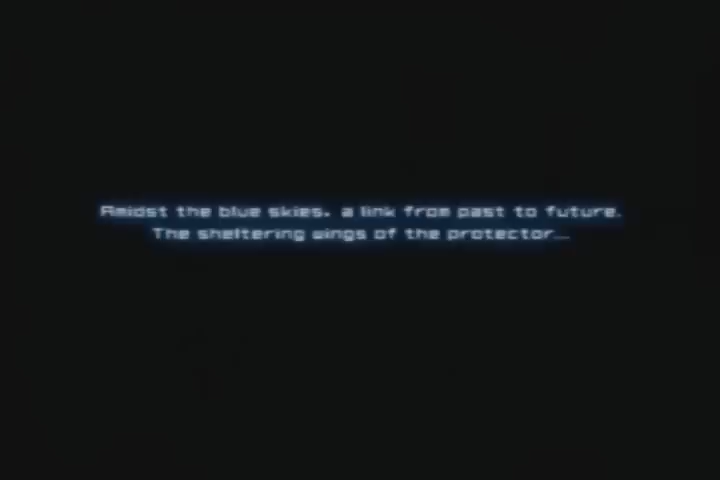 Amidst the blue skies, a link from past to future.
The sheltering wings of the protector...